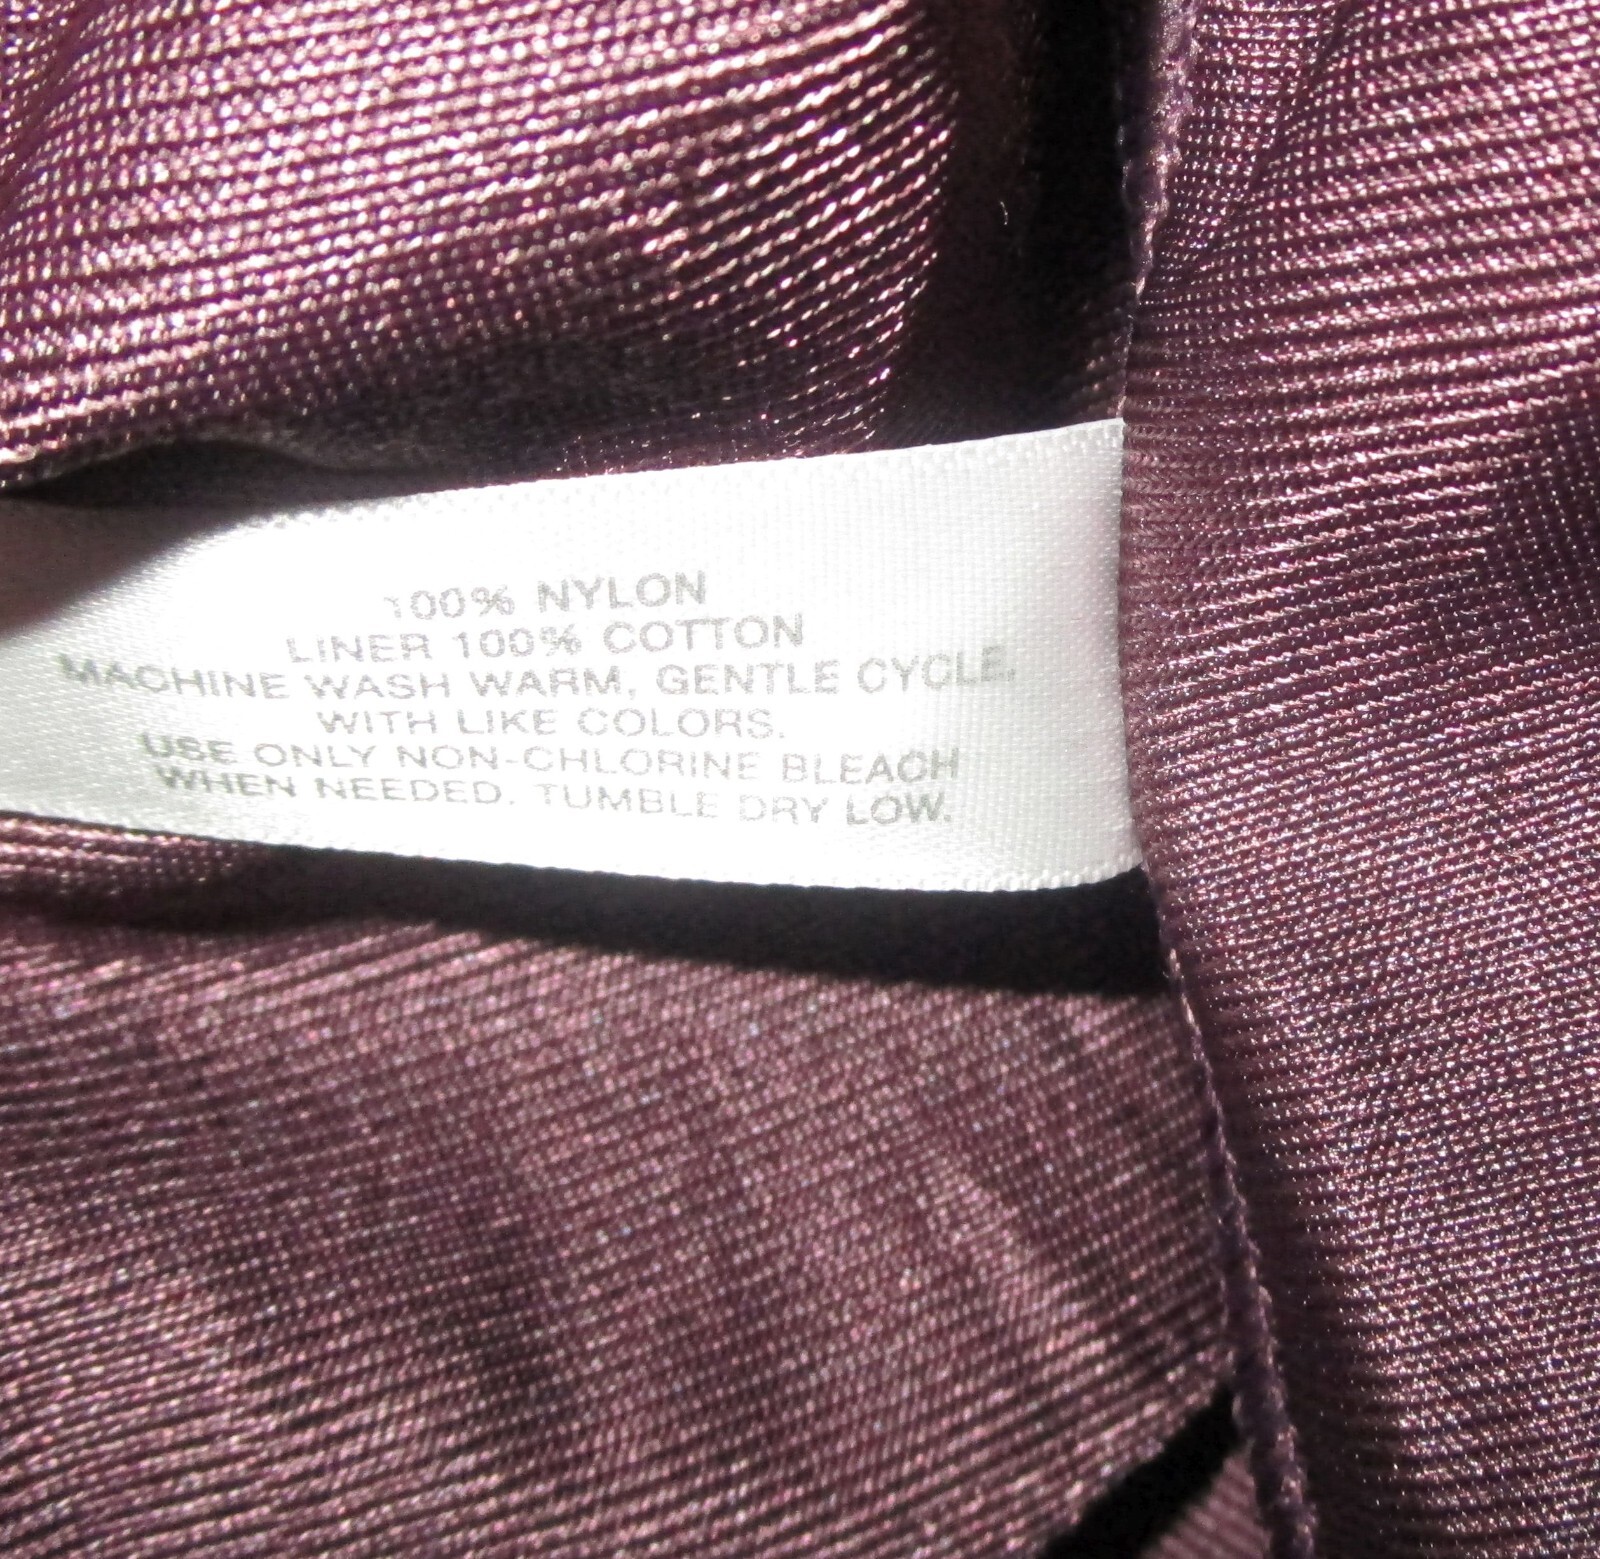 100% NYLON
LINER 100% COTTON
MACHINE WASH WARM, GENTLE CYCLE.
WITH LIKE COLORS.
USE ONLY NON-CHLORINE BLEACH
WHEN NEEDED. TUMBLE DRY LOW.